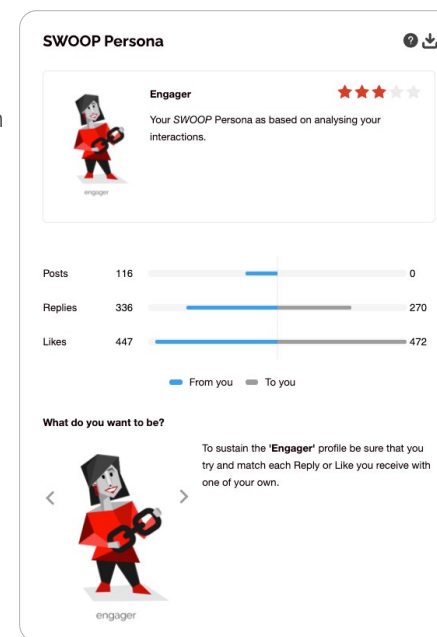 SWOOP Persona
Engager
Your SWOOP Persona as based on analysing your
interactions.
engager
Posts 116 0
Replies 336 270
Likes 447 472
From you To you
What do you want to be?
To sustain the 'Engager' profile be sure that you
try and match each Reply or Like you receive with
one of your own.
engager